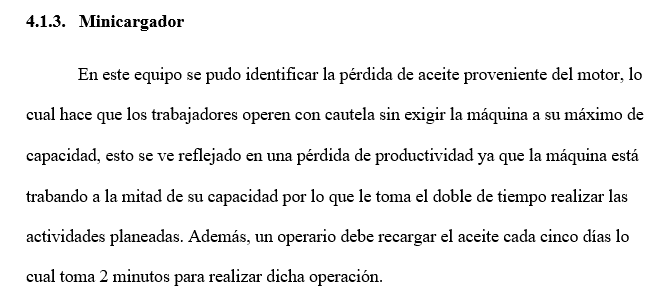 4.1.3. Minicargador
En este equipo se pudo identificar la pérdida de aceite proveniente del motor, lo
cual hace que los trabajadores operen con cautela sin exigir la máquina a su máximo de
capacidad, esto se ve reflejado en una pérdida de productividad ya que la máquina está
trabando a la mitad de su capacidad por lo que le toma el doble de tiempo realizar las
actividades planeadas. Además, un operario debe recargar el aceite cada cinco días lo
cual toma 2 minutos para realizar dicha operación.